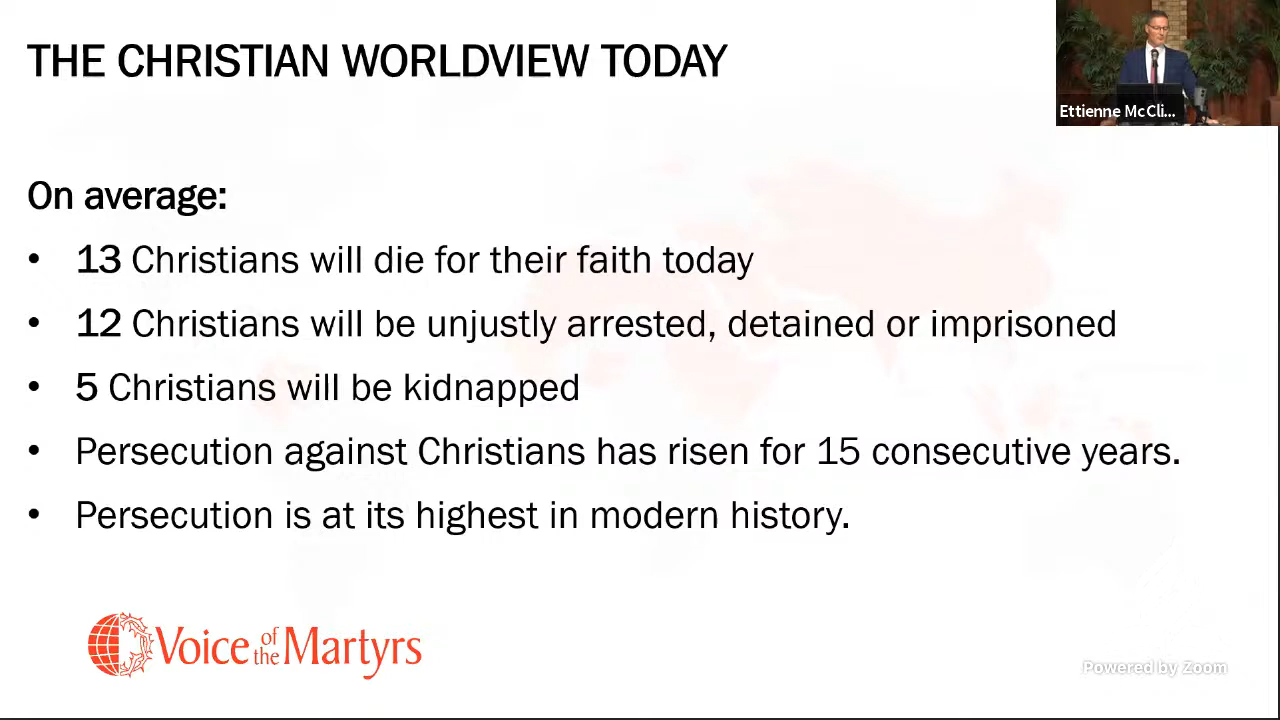 THE CHRISTIAN WORLDVIEW TODAY
Ettienne McCli...
On average:
• 13 Christians will die for their faith today
• 12 Christians will be unjustly arrested, detained or imprisoned
• 5 Christians will be kidnapped
• Persecution against Christians has risen for 15 consecutive years.
• Persecution is at its highest in modern history.
Voice of the Martyrs
Powered by Zoom